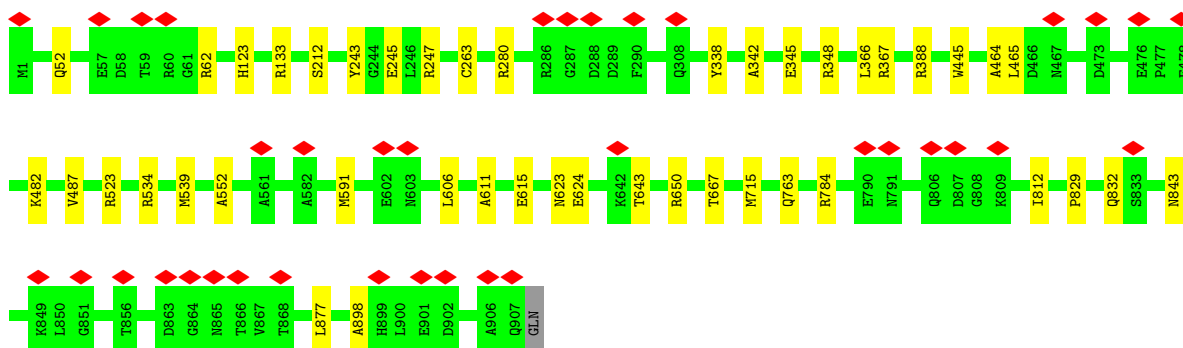 M1 Q52 E57 D58 T59 R60 G61 R62 H123 R133 S212 Y243 G244 E245 L246 R247 C263 R280 R286 G287 D288 D289 F290 Q308 Y338 A342 E345 R348 L366 R367 R388 W445 A464 L465 D466 N467 D473 E476 P477
K482 V487 R523 R534 M539 A552 A561 A582 M591 E602 N603 L606 A611 E615 N623 E624 K642 T643 R650 T667 M715 Q763 R784 E790 N791 Q806 D807 G808 K809 I812 P829 Q832 S833 N843
K849 L850 G851 T856 D863 G864 N865 T866 V867 T868 L877 A898 H899 L900 E901 D902 A906 Q907 GLN